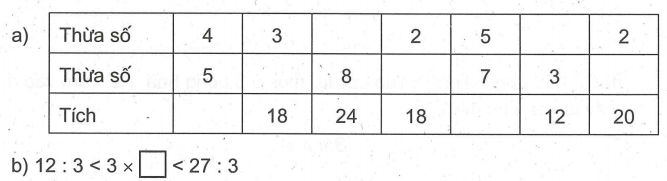 a) Thừa số 4 3 2 5 2
Thừa số 5 8 7 3
Tích 18 24 18 12 20
b) 12 : 3 < 3 × □ < 27 : 3